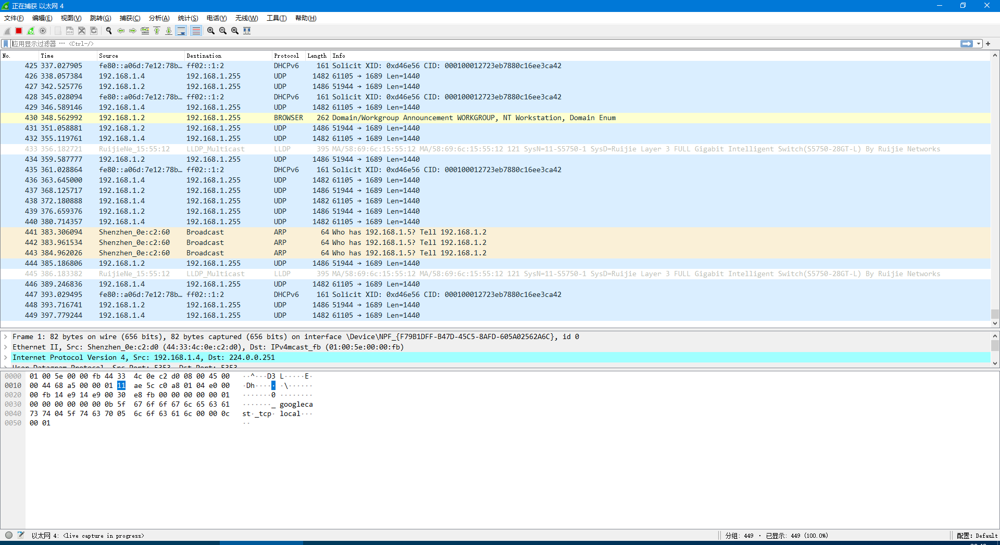 正在捕获 以太网 4
文件(F) 编辑(E) 视图(V) 跳转(G) 捕获(C) 分析(A) 统计(S) 电话(Y) 无线(W) 工具(T) 帮助(H)
应用显示过滤器 … <Ctrl-/>
No. Time Source Destination Protocol Length Info
425 337.027905 fe80::a06d:7e12:78b… ff02::1:2 DHCPv6 161 Solicit XID: 0xd46e56 CID: 000100012723eb7880c16ee3ca42
426 338.057384 192.168.1.4 192.168.1.255 UDP 1482 61105 → 1689 Len=1440
427 342.525776 192.168.1.2 192.168.1.255 UDP 1486 51944 → 1689 Len=1440
428 345.028094 fe80::a06d:7e12:78b… ff02::1:2 DHCPv6 161 Solicit XID: 0xd46e56 CID: 000100012723eb7880c16ee3ca42
429 346.589146 192.168.1.4 192.168.1.255 UDP 1482 61105 → 1689 Len=1440
430 348.562992 192.168.1.2 192.168.1.255 BROWSER 262 Domain/Workgroup Announcement WORKGROUP, NT Workstation, Domain Enum
431 351.058881 192.168.1.2 192.168.1.255 UDP 1486 51944 → 1689 Len=1440
432 355.119761 192.168.1.4 192.168.1.255 UDP 1482 61105 → 1689 Len=1440
433 356.182721 RuijieNe_15:55:12 LLDP_Multicast LLDP 395 MA/58:69:6c:15:55:12 MA/58:69:6c:15:55:12 121 SysN=11-S5750-1 SysD=Ruijie Layer 3 FULL Gigabit Intelligent Switch(S5750-28GT-L) By Ruijie Networks
434 359.587777 192.168.1.2 192.168.1.255 UDP 1486 51944 → 1689 Len=1440
435 361.028864 fe80::a06d:7e12:78b… ff02::1:2 DHCPv6 161 Solicit XID: 0xd46e56 CID: 000100012723eb7880c16ee3ca42
436 363.645000 192.168.1.4 192.168.1.255 UDP 1482 61105 → 1689 Len=1440
437 368.125717 192.168.1.2 192.168.1.255 UDP 1486 51944 → 1689 Len=1440
438 372.180888 192.168.1.4 192.168.1.255 UDP 1482 61105 → 1689 Len=1440
439 376.659376 192.168.1.2 192.168.1.255 UDP 1486 51944 → 1689 Len=1440
440 380.714357 192.168.1.4 192.168.1.255 UDP 1482 61105 → 1689 Len=1440
441 383.306094 Shenzhen_0e:c2:60 Broadcast ARP 64 Who has 192.168.1.5? Tell 192.168.1.2
442 383.961534 Shenzhen_0e:c2:60 Broadcast ARP 64 Who has 192.168.1.5? Tell 192.168.1.2
443 384.962026 Shenzhen_0e:c2:60 Broadcast ARP 64 Who has 192.168.1.5? Tell 192.168.1.2
444 385.186806 192.168.1.2 192.168.1.255 UDP 1486 51944 → 1689 Len=1440
445 386.183382 RuijieNe_15:55:12 LLDP_Multicast LLDP 395 MA/58:69:6c:15:55:12 MA/58:69:6c:15:55:12 121 SysN=11-S5750-1 SysD=Ruijie Layer 3 FULL Gigabit Intelligent Switch(S5750-28GT-L) By Ruijie Networks
446 389.246836 192.168.1.4 192.168.1.255 UDP 1482 61105 → 1689 Len=1440
447 393.029495 fe80::a06d:7e12:78b… ff02::1:2 DHCPv6 161 Solicit XID: 0xd46e56 CID: 000100012723eb7880c16ee3ca42
448 393.716741 192.168.1.2 192.168.1.255 UDP 1486 51944 → 1689 Len=1440
449 397.779244 192.168.1.4 192.168.1.255 UDP 1482 61105 → 1689 Len=1440
Frame 1: 82 bytes on wire (656 bits), 82 bytes captured (656 bits) on interface \Device\NPF_{F79B1DFF-B47D-45C5-8AFD-605A02562A6C}, id 0
Ethernet II, Src: Shenzhen_0e:c2:d0 (44:33:4c:0e:c2:d0), Dst: IPv4mcast_fb (01:00:5e:00:00:fb)
Internet Protocol Version 4, Src: 192.168.1.4, Dst: 224.0.0.251
User Datagram Protocol, Src Port: 5353, Dst Port: 5353
0000 01 00 5e 00 00 fb 44 33 4c 0e c2 d0 08 00 45 00 ··^···D3 L·····E·
0010 00 44 68 a5 00 00 01 11 ae 5c c0 a8 01 04 e0 00 ·Dh····· ·\······
0020 00 fb 14 e9 14 e9 00 30 e8 fb 00 00 00 00 00 01 ·······0 ········
0030 00 00 00 00 00 00 0b 5f 67 6f 6f 67 6c 65 63 61 ·······_ googleca
0040 73 74 04 5f 74 63 70 05 6c 6f 63 61 6c 00 00 0c st·_tcp· local···
0050 00 01 ··
以太网 4: <live capture in progress> 分组: 449 · 已显示: 449 (100.0%) 配置: Default